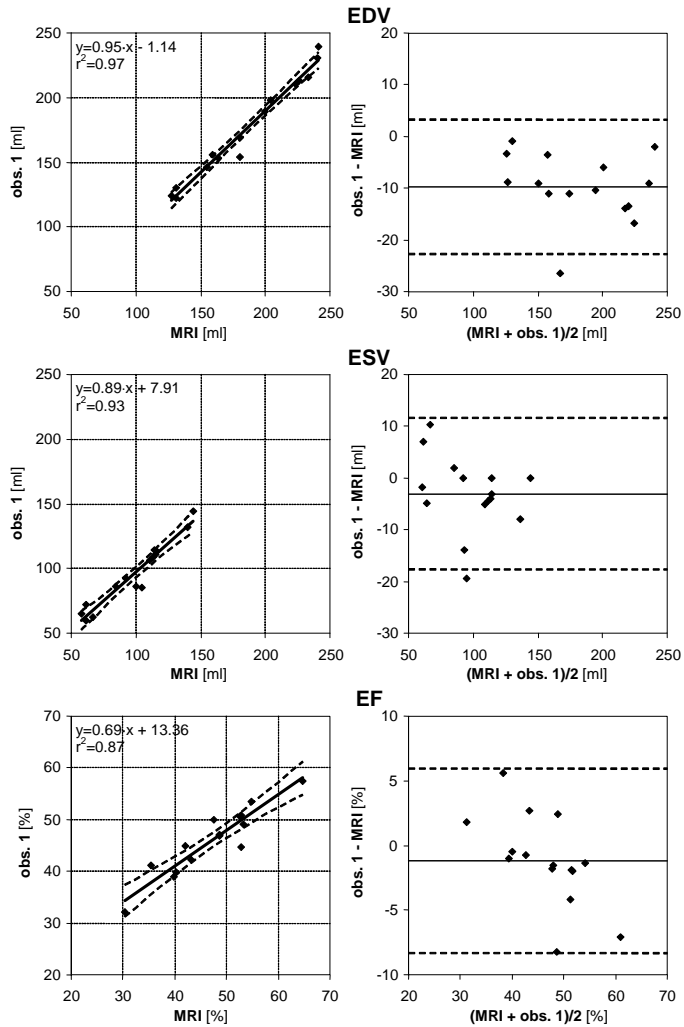 EDV
y=0.95·x - 1.14
r²=0.97
250
200
150
100
50
50 100 150 200 250
obs. 1 [ml]
MRI [ml]
20
10
0
-10
-20
-30
50 100 150 200 250
obs. 1 - MRI [ml]
(MRI + obs. 1)/2 [ml]
ESV
y=0.89·x + 7.91
r²=0.93
250
200
150
100
50
50 100 150 200 250
obs. 1 [ml]
MRI [ml]
20
10
0
-10
-20
-30
50 100 150 200 250
obs. 1 - MRI [ml]
(MRI + obs. 1)/2 [ml]
EF
y=0.69·x + 13.36
r²=0.87
70
60
50
40
30
20
20 30 40 50 60 70
obs. 1 [%]
MRI [%]
10
5
0
-5
-10
20 30 40 50 60 70
obs. 1 - MRI [%]
(MRI + obs. 1)/2 [%]